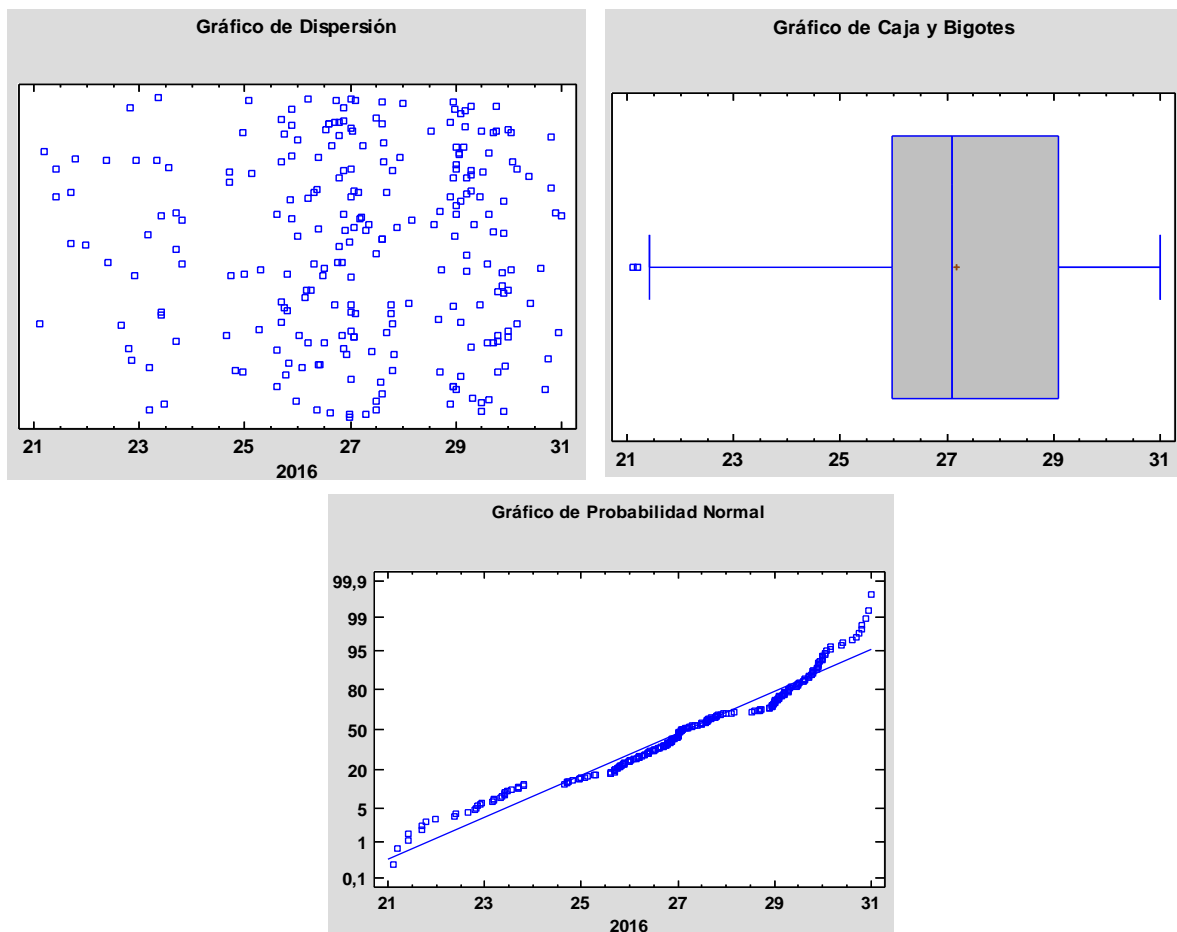 Gráfico de Dispersión
21 23 25 27 29 31
2016
Gráfico de Caja y Bigotes
21 23 25 27 29 31
Gráfico de Probabilidad Normal
99,9
99
95
80
50
20
5
1
0,1
21 23 25 27 29 31
2016